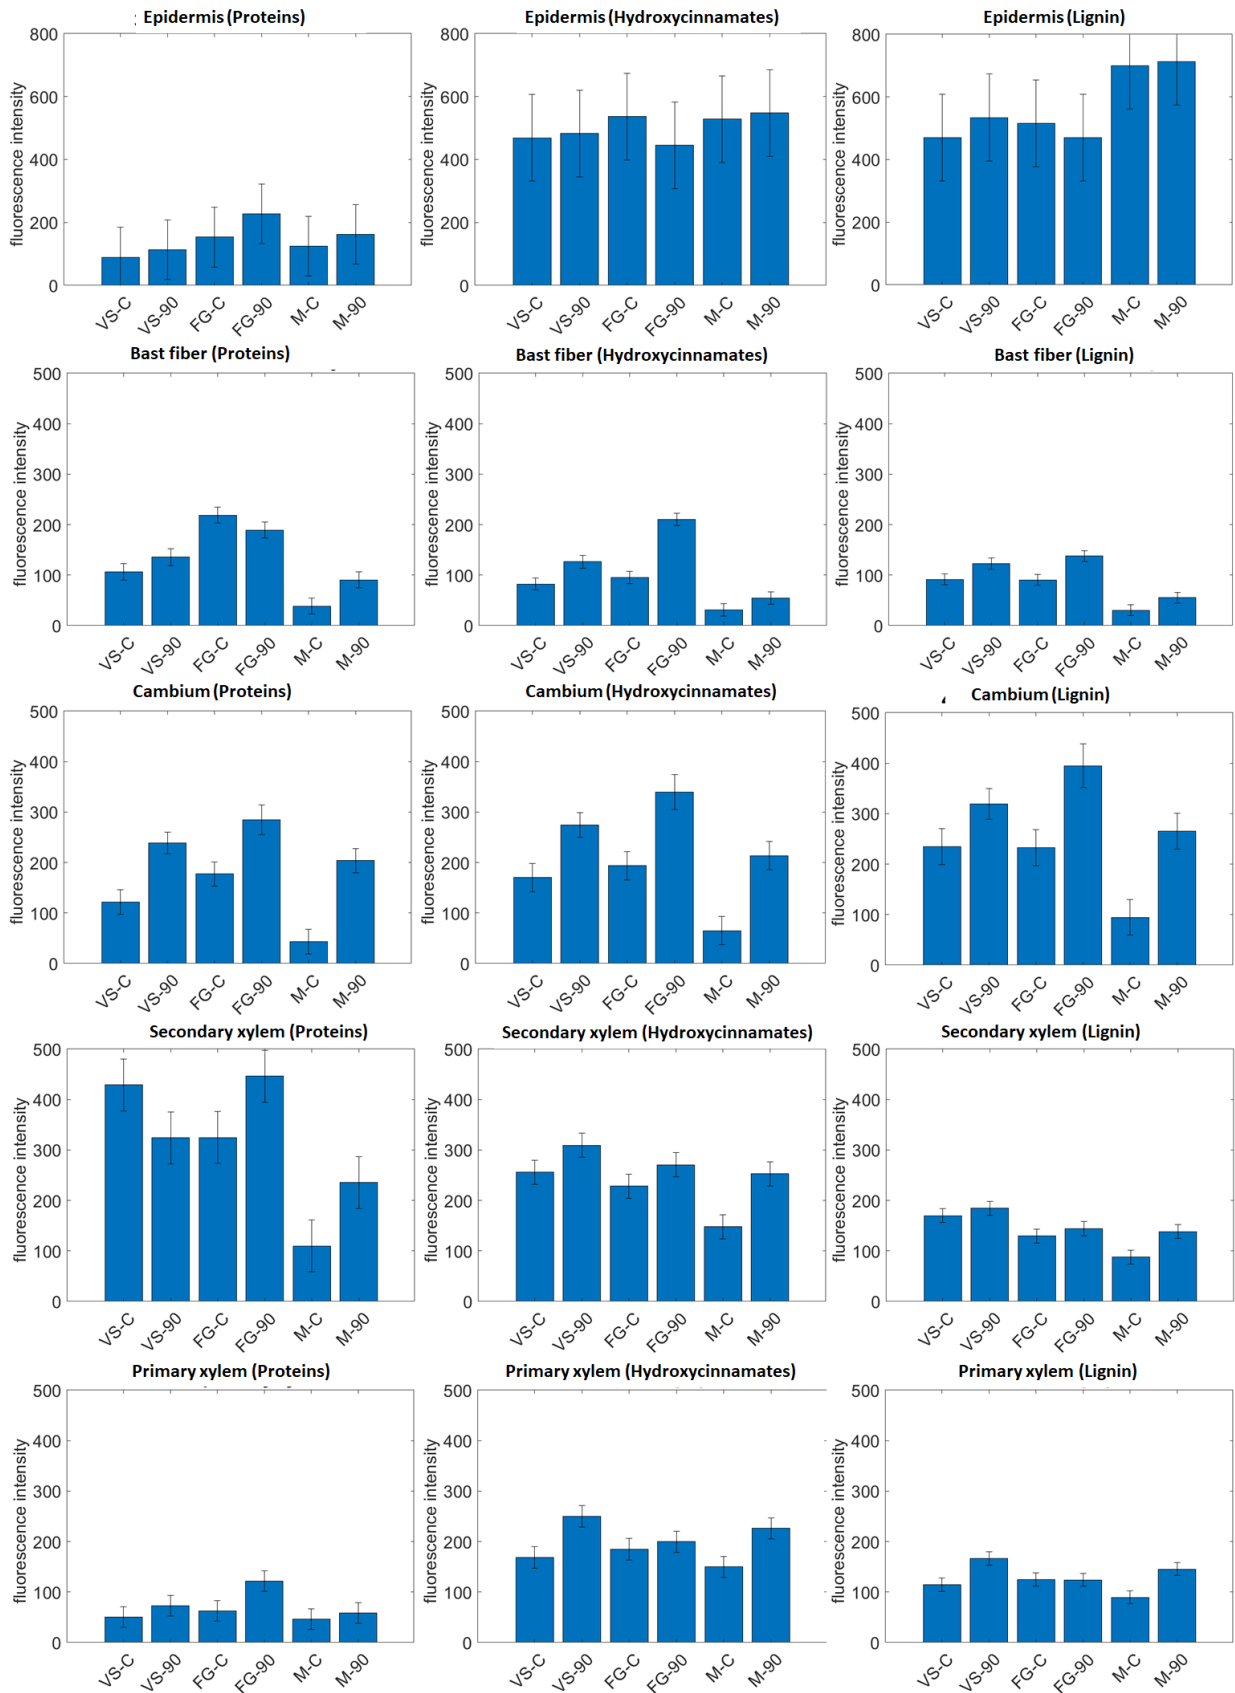 Epidermis (Proteins)
fluorescence intensity
800
600
400
200
0
VS-C
VS-90
FG-C
FG-90
M-C
M-90
Epidermis (Hydroxycinnamates)
fluorescence intensity
800
600
400
200
0
VS-C
VS-90
FG-C
FG-90
M-C
M-90
Epidermis (Lignin)
fluorescence intensity
800
600
400
200
0
VS-C
VS-90
FG-C
FG-90
M-C
M-90
Bast fiber (Proteins)
fluorescence intensity
500
400
300
200
100
0
VS-C
VS-90
FG-C
FG-90
M-C
M-90
Bast fiber (Hydroxycinnamates)
fluorescence intensity
500
400
300
200
100
0
VS-C
VS-90
FG-C
FG-90
M-C
M-90
Bast fiber (Lignin)
fluorescence intensity
500
400
300
200
100
0
VS-C
VS-90
FG-C
FG-90
M-C
M-90
Cambium (Proteins)
fluorescence intensity
500
400
300
200
100
0
VS-C
VS-90
FG-C
FG-90
M-C
M-90
Cambium (Hydroxycinnamates)
fluorescence intensity
500
400
300
200
100
0
VS-C
VS-90
FG-C
FG-90
M-C
M-90
Cambium (Lignin)
fluorescence intensity
500
400
300
200
100
0
VS-C
VS-90
FG-C
FG-90
M-C
M-90
Secondary xylem (Proteins)
fluorescence intensity
500
400
300
200
100
0
VS-C
VS-90
FG-C
FG-90
M-C
M-90
Secondary xylem (Hydroxycinnamates)
fluorescence intensity
500
400
300
200
100
0
VS-C
VS-90
FG-C
FG-90
M-C
M-90
Secondary xylem (Lignin)
fluorescence intensity
500
400
300
200
100
0
VS-C
VS-90
FG-C
FG-90
M-C
M-90
Primary xylem (Proteins)
fluorescence intensity
500
400
300
200
100
0
VS-C
VS-90
FG-C
FG-90
M-C
M-90
Primary xylem (Hydroxycinnamates)
fluorescence intensity
500
400
300
200
100
0
VS-C
VS-90
FG-C
FG-90
M-C
M-90
Primary xylem (Lignin)
fluorescence intensity
500
400
300
200
100
0
VS-C
VS-90
FG-C
FG-90
M-C
M-90